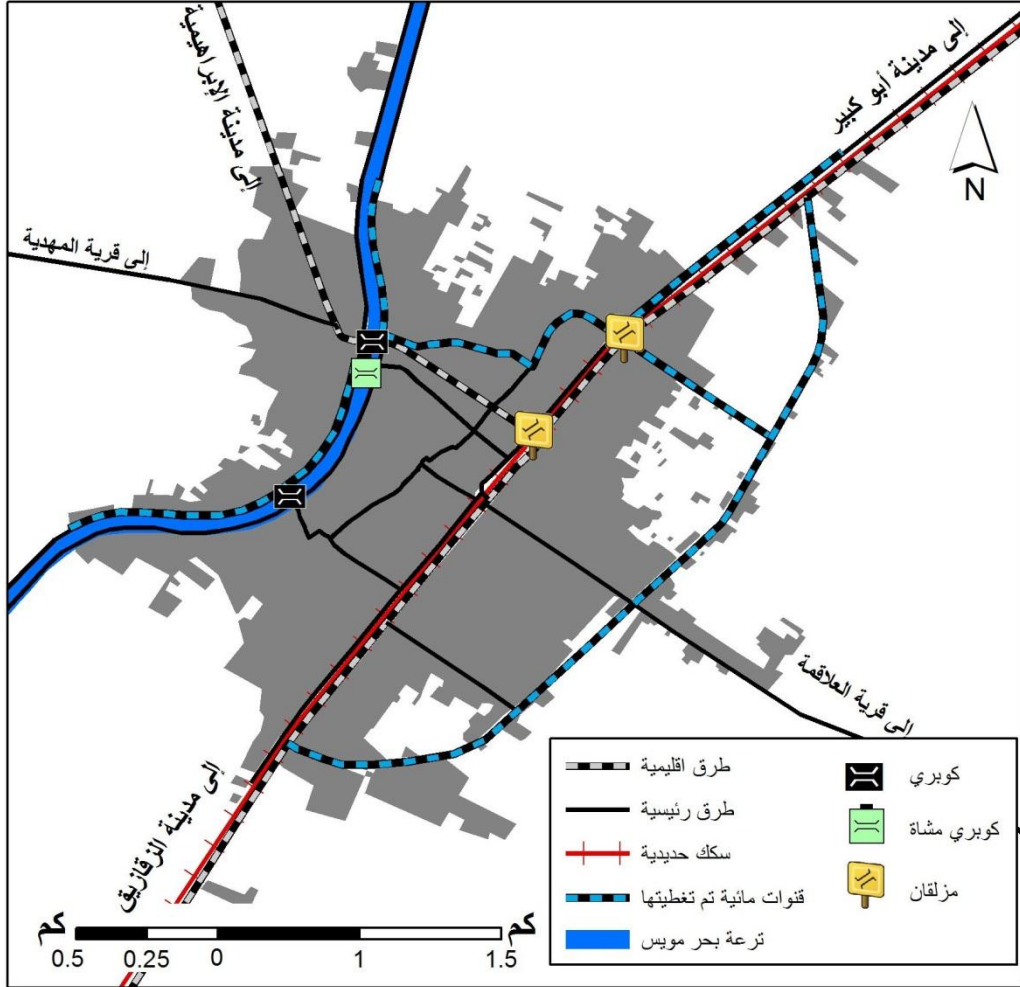 إلى مدينة الإبراهيمية
إلى مدينة أبو كبير
N
إلى قرية المهدية
إلى قرية العلاقمة
إلى مدينة الزقازيق
طرق اقليمية
طرق رئيسية
سكك حديدية
قنوات مائية تم تغطيتها
ترعة بحر مويس
كوبري
كوبري مشاة
مزلقان
كم كم
0.5 0.25 0 1 1.5